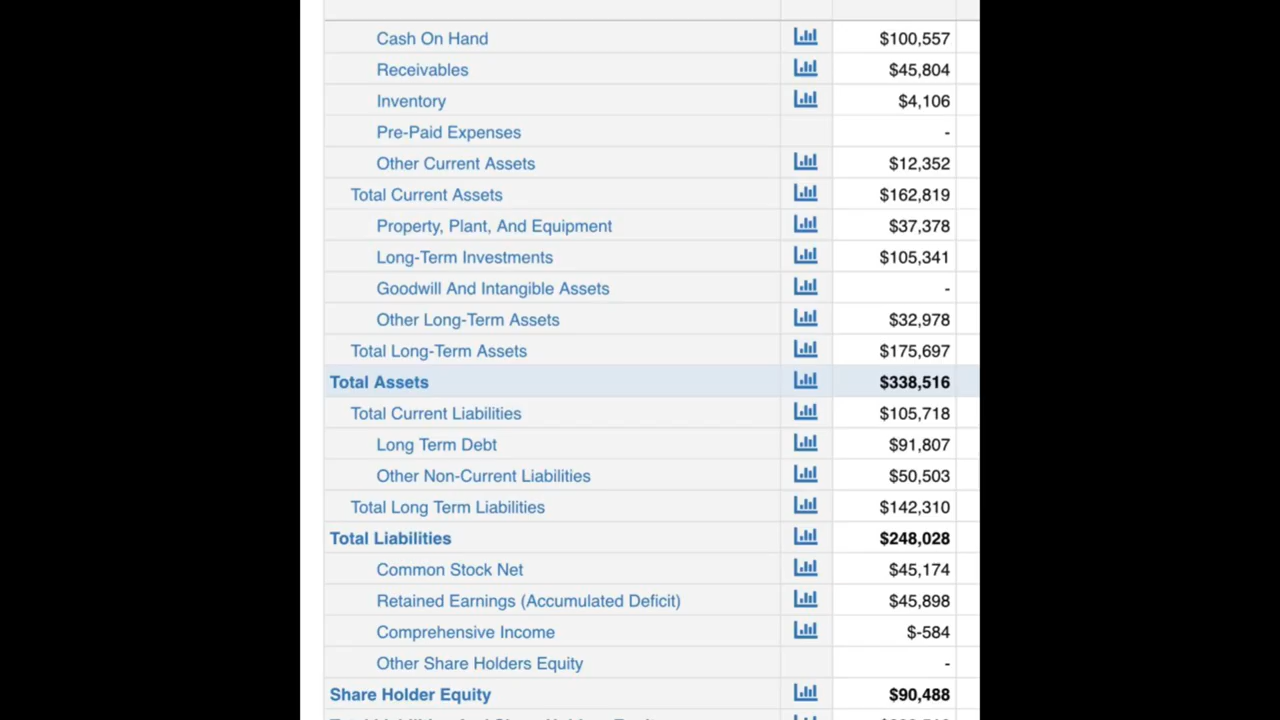 Cash On Hand $100,557
Receivables $45,804
Inventory $4,106
Pre-Paid Expenses -
Other Current Assets $12,352
Total Current Assets $162,819
Property, Plant, And Equipment $37,378
Long-Term Investments $105,341
Goodwill And Intangible Assets -
Other Long-Term Assets $32,978
Total Long-Term Assets $175,697
Total Assets $338,516
Total Current Liabilities $105,718
Long Term Debt $91,807
Other Non-Current Liabilities $50,503
Total Long Term Liabilities $142,310
Total Liabilities $248,028
Common Stock Net $45,174
Retained Earnings (Accumulated Deficit) $45,898
Comprehensive Income $-584
Other Share Holders Equity -
Share Holder Equity $90,488